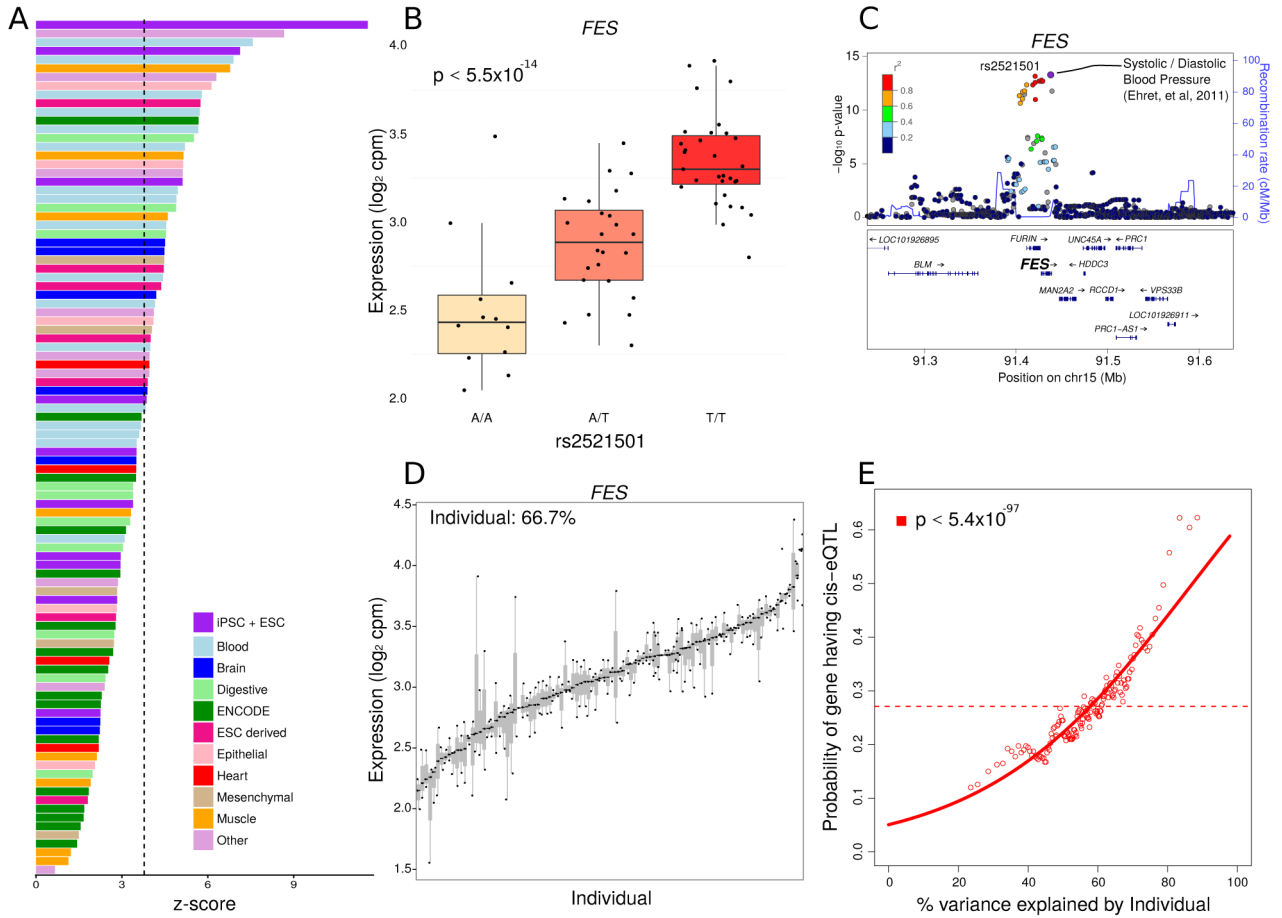 A
0
3
6
9
z-score
iPSC + ESC
Blood
Brain
Digestive
ENCODE
ESC derived
Epithelial
Heart
Mesenchymal
Muscle
Other
B
FES
p < 5.5x10-14
Expression (log2 cpm)
4.0
3.5
3.0
2.5
2.0
A/A
A/T
T/T
rs2521501
C
FES
rs2521501
Systolic / Diastolic
Blood Pressure
(Ehret, et al, 2011)
r2
0.8
0.6
0.4
0.2
−log10 p-value
15
10
5
0
Recombination rate (cM/Mb)
100
80
60
40
20
0
← LOC101926895
FURIN →
UNC45A →
← PRC1
BLM →
FES →
← HDDC3
MAN2A2 →
RCCD1 →
← VPS33B
LOC101926911 →
PRC1−AS1 →
91.3
91.4
91.5
91.6
Position on chr15 (Mb)
D
FES
Individual: 66.7%
Expression (log2 cpm)
4.5
4.0
3.5
3.0
2.5
2.0
1.5
Individual
E
p < 5.4x10-97
Probability of gene having cis−eQTL
0.6
0.5
0.4
0.3
0.2
0.1
0.0
0
20
40
60
80
100
% variance explained by Individual